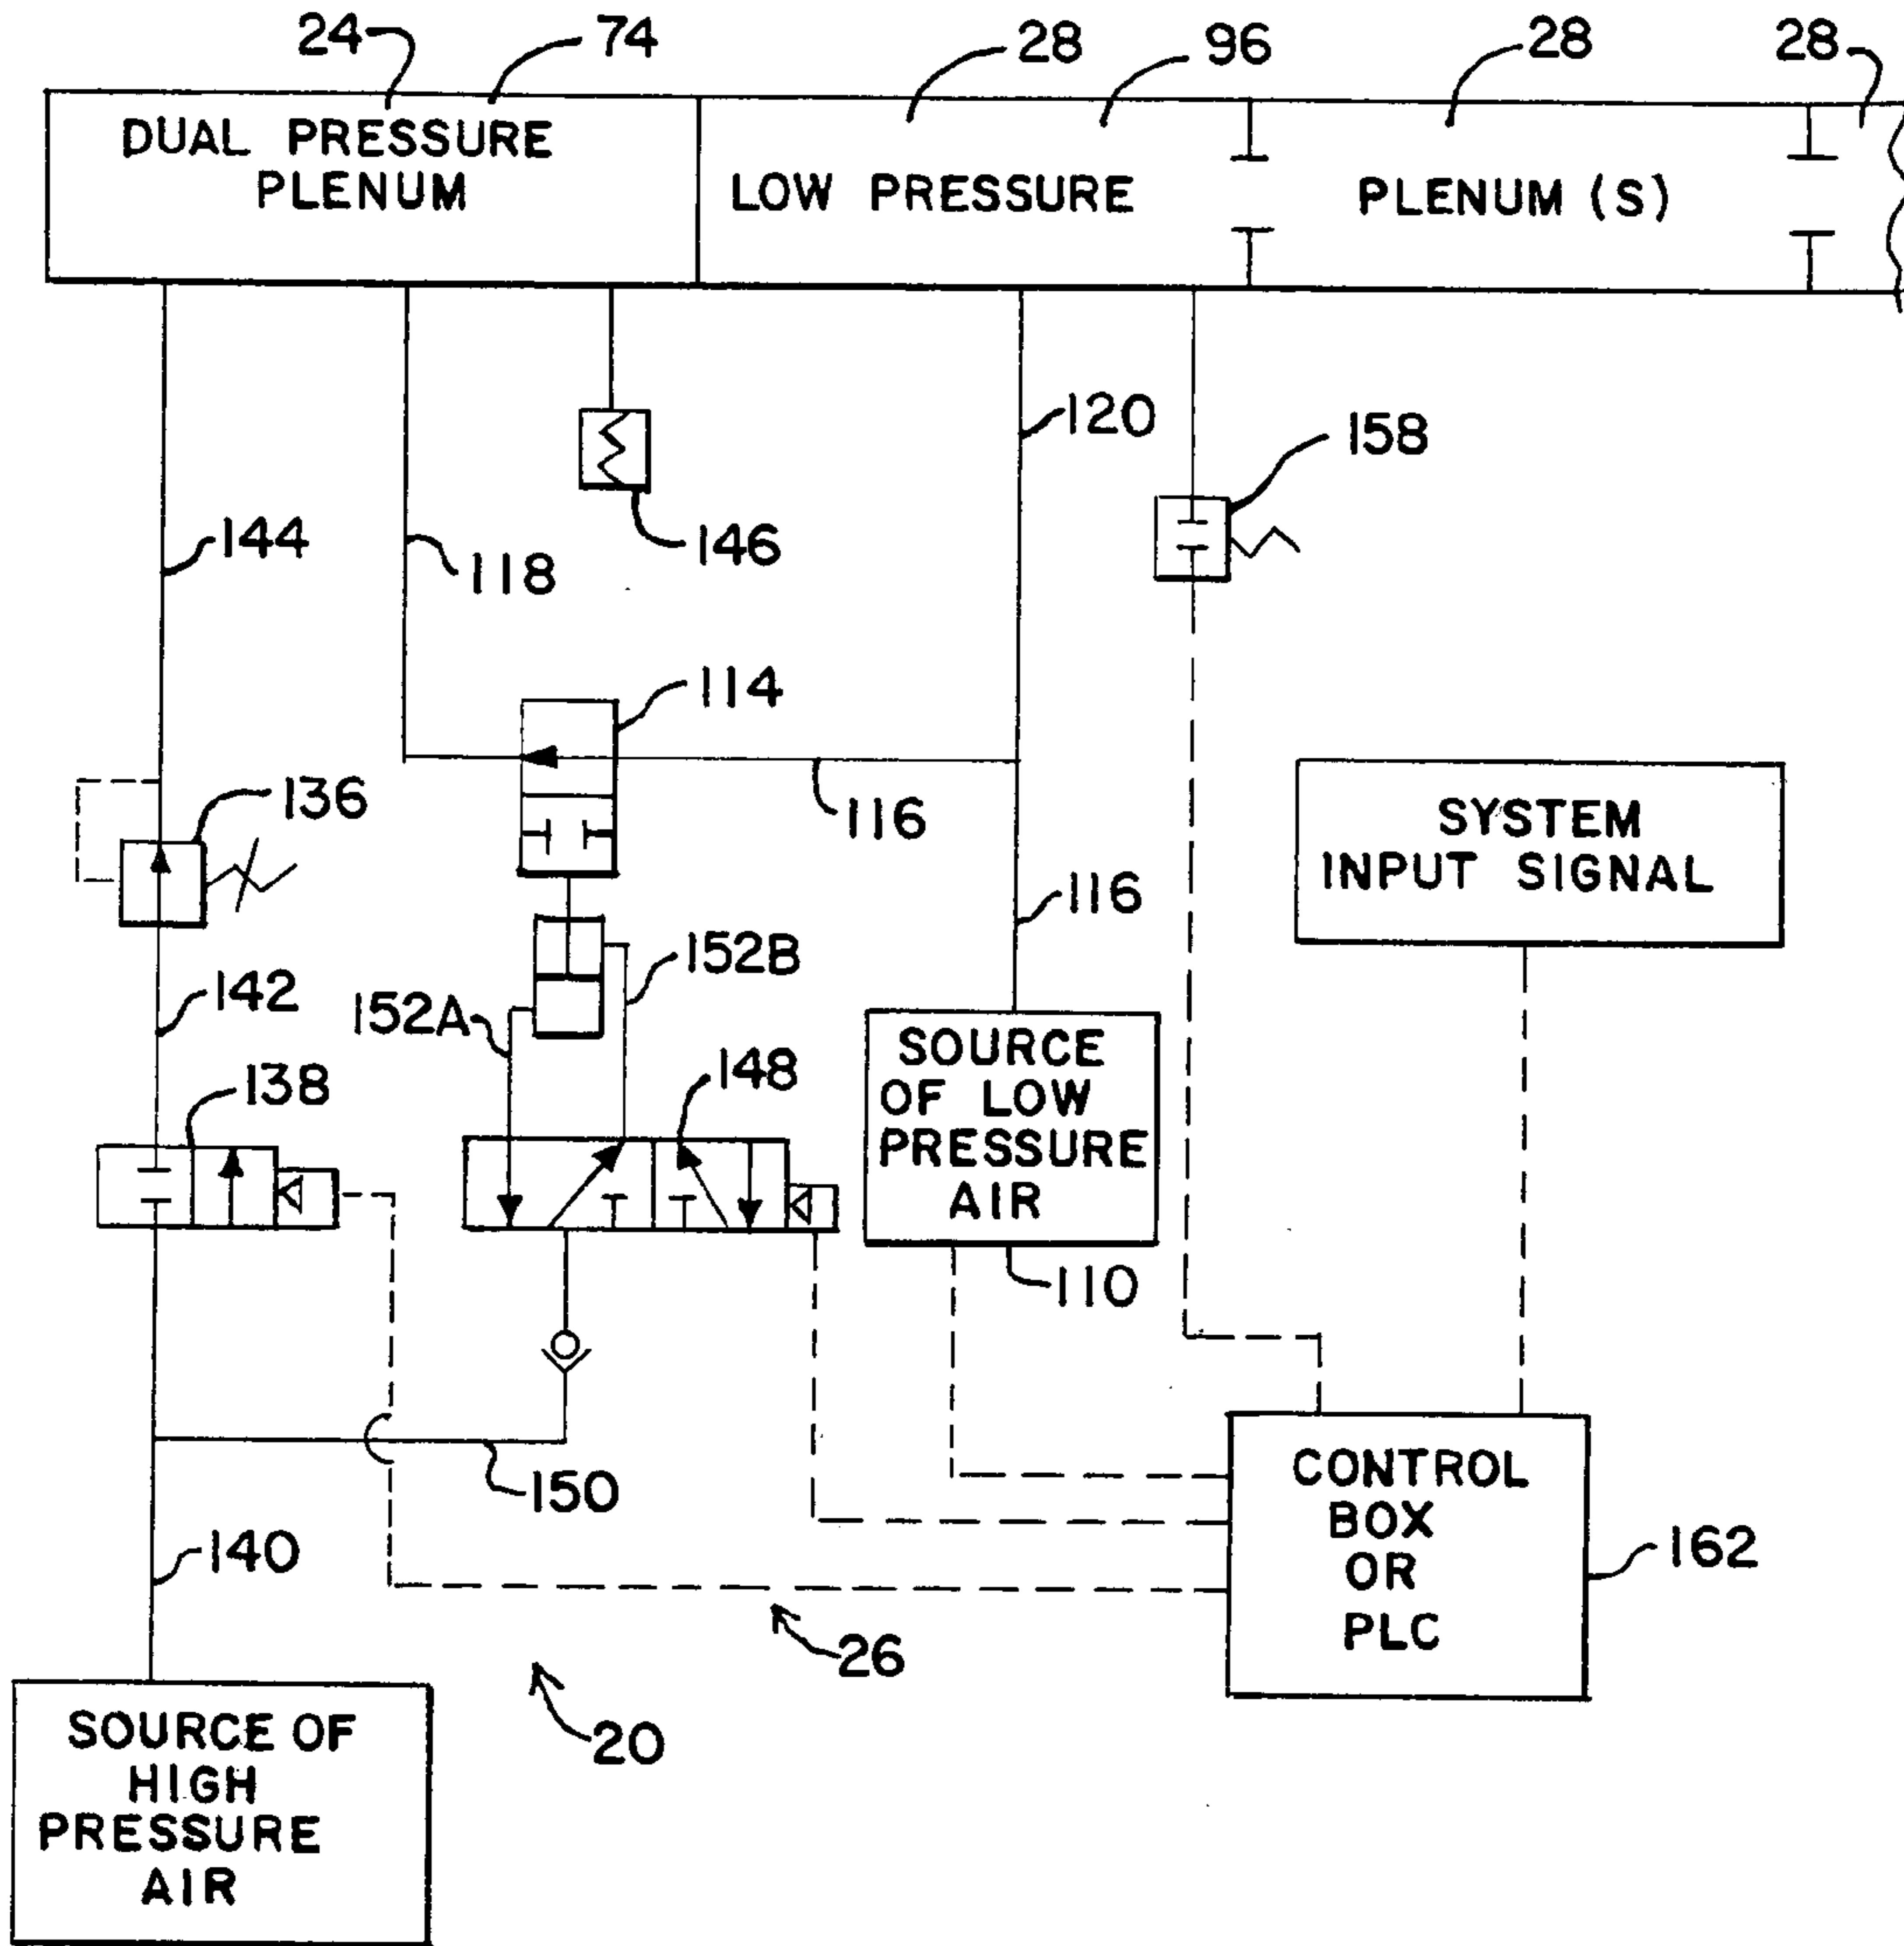 24
74
28
96
28
28
DUAL PRESSURE
PLENUM
LOW PRESSURE
PLENUM (S)
120
158
144
118
146
114
136
116
SYSTEM
INPUT SIGNAL
116
152B
142
152A
138
148
SOURCE
OF LOW
PRESSURE
AIR
110
150
CONTROL
BOX
OR
PLC
140
162
26
20
SOURCE OF
HIGH
PRESSURE
AIR